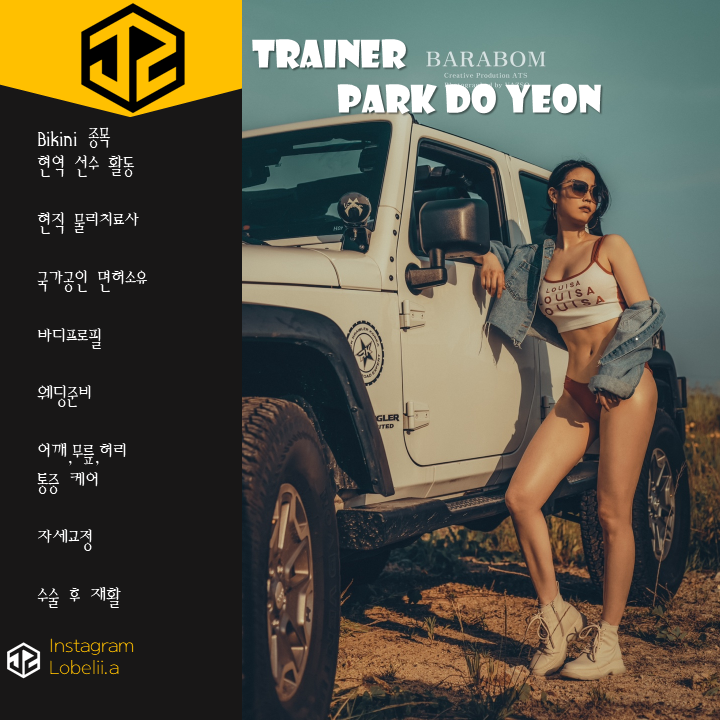 TRAINER
PARK DO YEON
BARABOM
Creative Prodution ATS
Bikini 종목
현역 선수 활동
현직 물리치료사
국가공인 면허소유
바디프로필
웨딩준비
어깨,무릎,허리
통증 케어
자세교정
수술 후 재활
Instagram
Lobelii.a
LOUISA
LOUISA
LOUISA